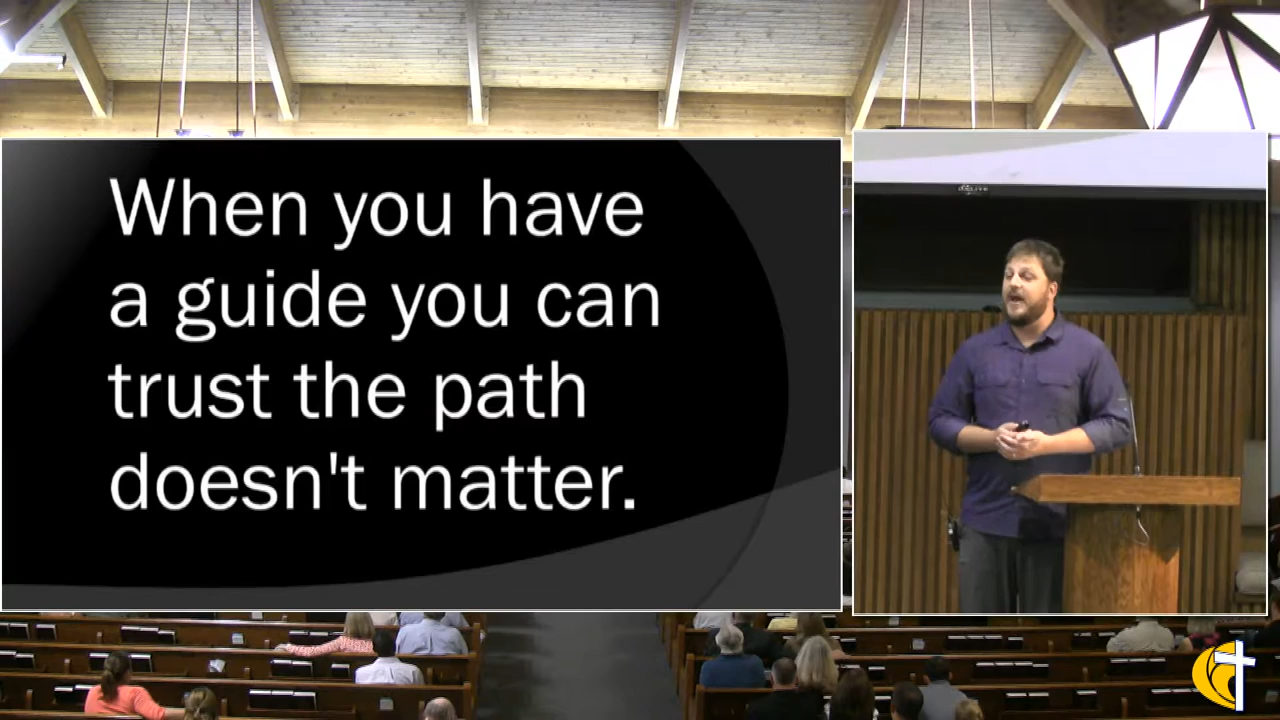 When you have
a guide you can
trust the path
doesn't matter.